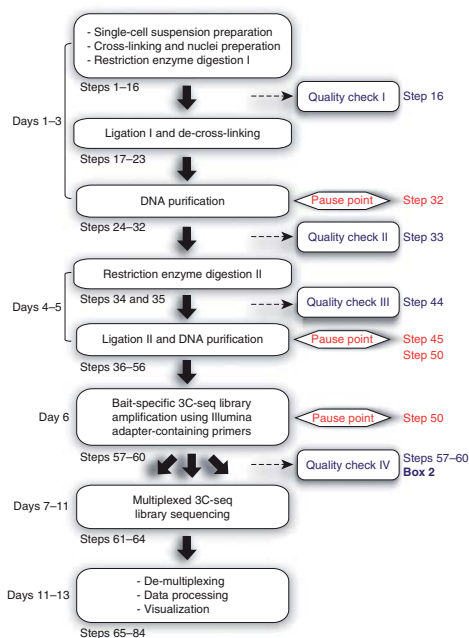 - Single-cell suspension preparation
- Cross-linking and nuclei preparation
- Restriction enzyme digestion I
Steps 1–16
Quality check I
Step 16
Days 1–3
Ligation I and de-cross-linking
Steps 17–23
DNA purification
Pause point
Step 32
Steps 24–32
Quality check II
Step 33
Restriction enzyme digestion II
Steps 34 and 35
Quality check III
Step 44
Days 4–5
Ligation II and DNA purification
Pause point
Step 45
Step 50
Steps 36–56
Day 6
Bait-specific 3C-seq library
amplification using Illumina
adapter-containing primers
Pause point
Step 50
Steps 57–60
Quality check IV
Steps 57–60
Box 2
Days 7–11
Multiplexed 3C-seq
library sequencing
Steps 61–64
Days 11–13
- De-multiplexing
- Data processing
- Visualization
Steps 65–84